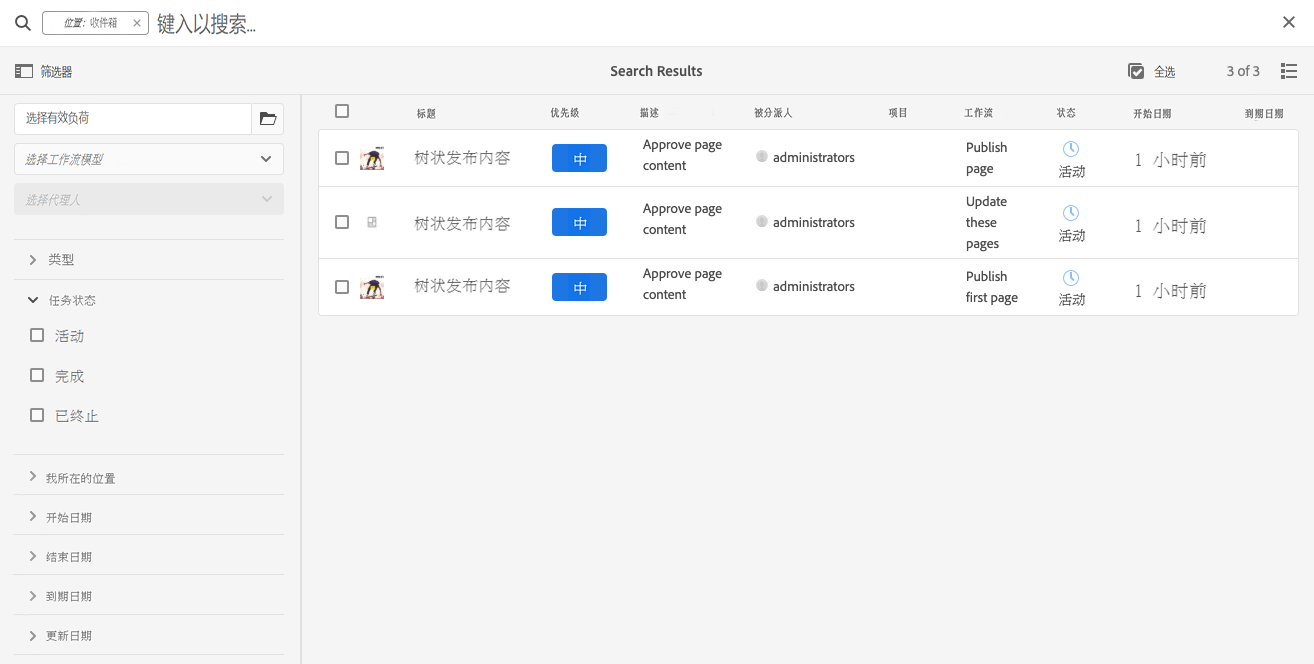 位置：收件箱 × 键入以搜索...
筛选器 Search Results 全选 3 of 3
选择有效负荷
选择工作流模型
选择代理人
类型
任务状态
活动
完成
已终止
我所在的位置
开始日期
结束日期
到期日期
更新日期
标题 优先级 描述 被分派人 项目 工作流 状态 开始日期 到期日期
树状发布内容 中 Approve page content administrators Publish page 活动 1 小时前
树状发布内容 中 Approve page content administrators Update these pages 活动 1 小时前
树状发布内容 中 Approve page content administrators Publish first page 活动 1 小时前